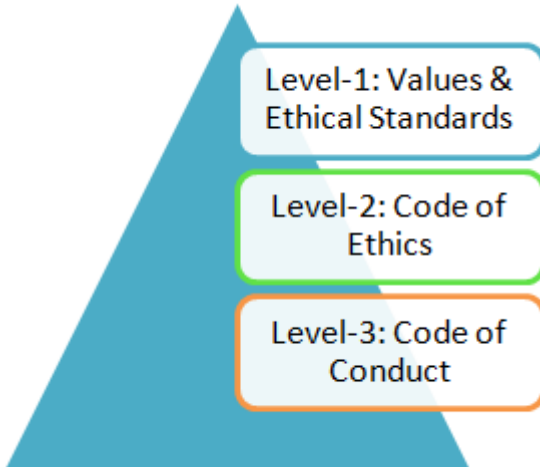 Level-1: Values &
Ethical Standards
Level-2: Code of
Ethics
Level-3: Code of
Conduct